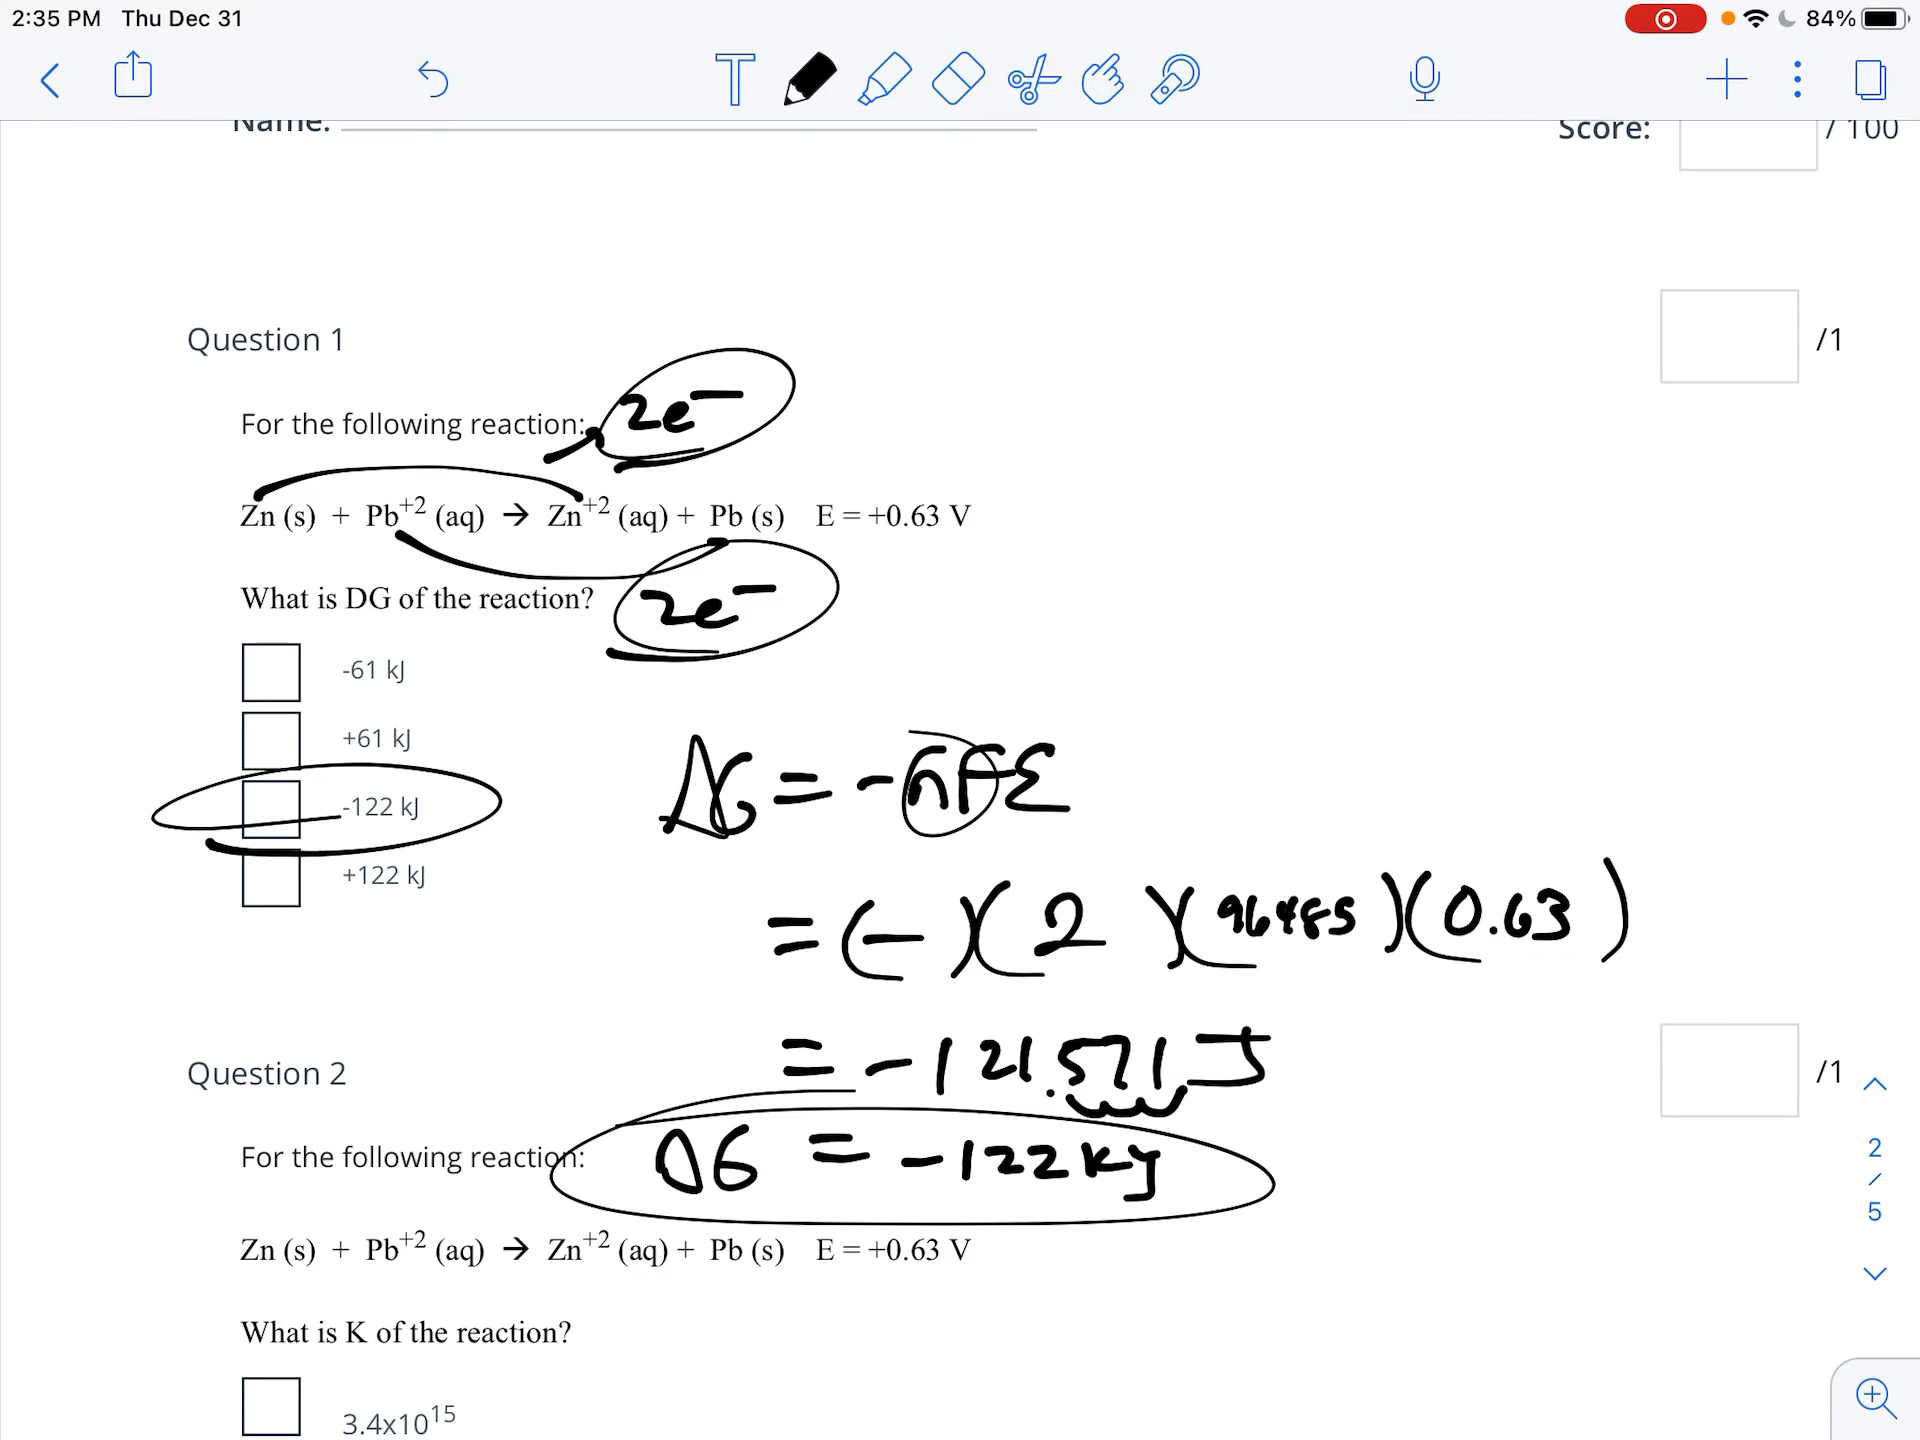 2:35 PM Thu Dec 31 84%
Name: Score: / 100
Question 1 /1
2e⁻
For the following reaction:
Zn (s) + Pb⁺² (aq) → Zn⁺² (aq) + Pb (s) E = +0.63 V
What is DG of the reaction? 2e⁻
-61 kJ
+61 kJ
ΔG = -nFƐ
-122 kJ
+122 kJ
= (-)(2)(96485)(0.63)
= -121.571 J
Question 2 /1
For the following reaction: ΔG = -122 kJ
2
/
5
Zn (s) + Pb⁺² (aq) → Zn⁺² (aq) + Pb (s) E = +0.63 V
What is K of the reaction?
3.4x10¹⁵